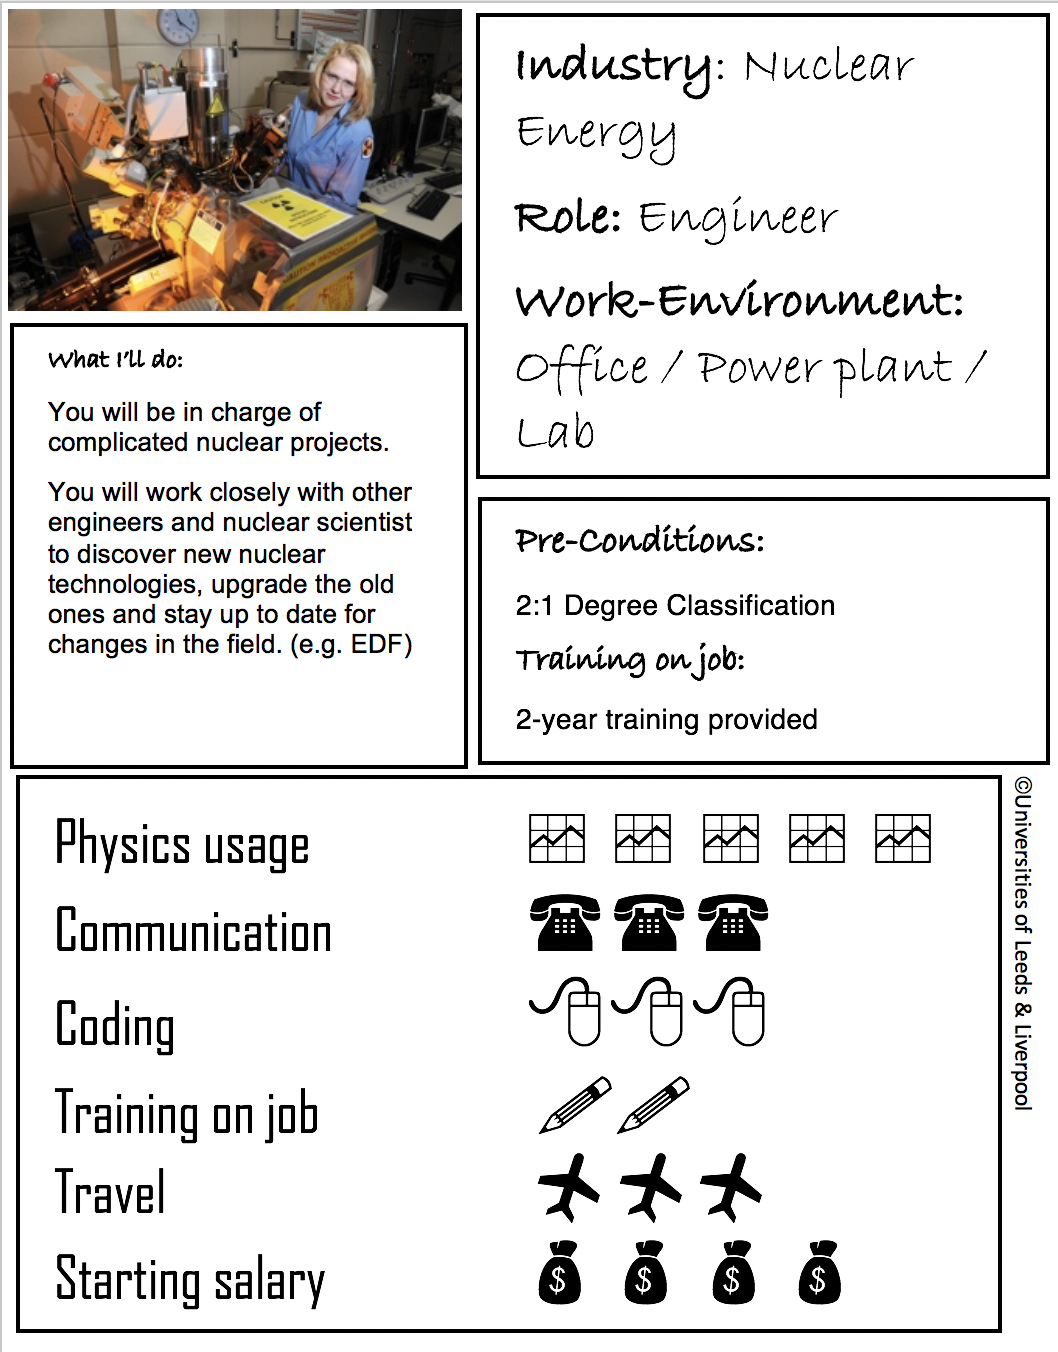 Industry: Nuclear
Energy
Role: Engineer
Work-Environment:
Office / Power plant /
Lab
What I'll do:
You will be in charge of
complicated nuclear projects.
You will work closely with other
engineers and nuclear scientist
to discover new nuclear
technologies, upgrade the old
ones and stay up to date for
changes in the field. (e.g. EDF)
Pre-Conditions:
2:1 Degree Classification
Training on job:
2-year training provided
Physics usage
Communication
Coding
Training on job
Travel
Starting salary
$ $ $ $
©Universities of Leeds & Liverpool
CAUTION RADIOACTIVE